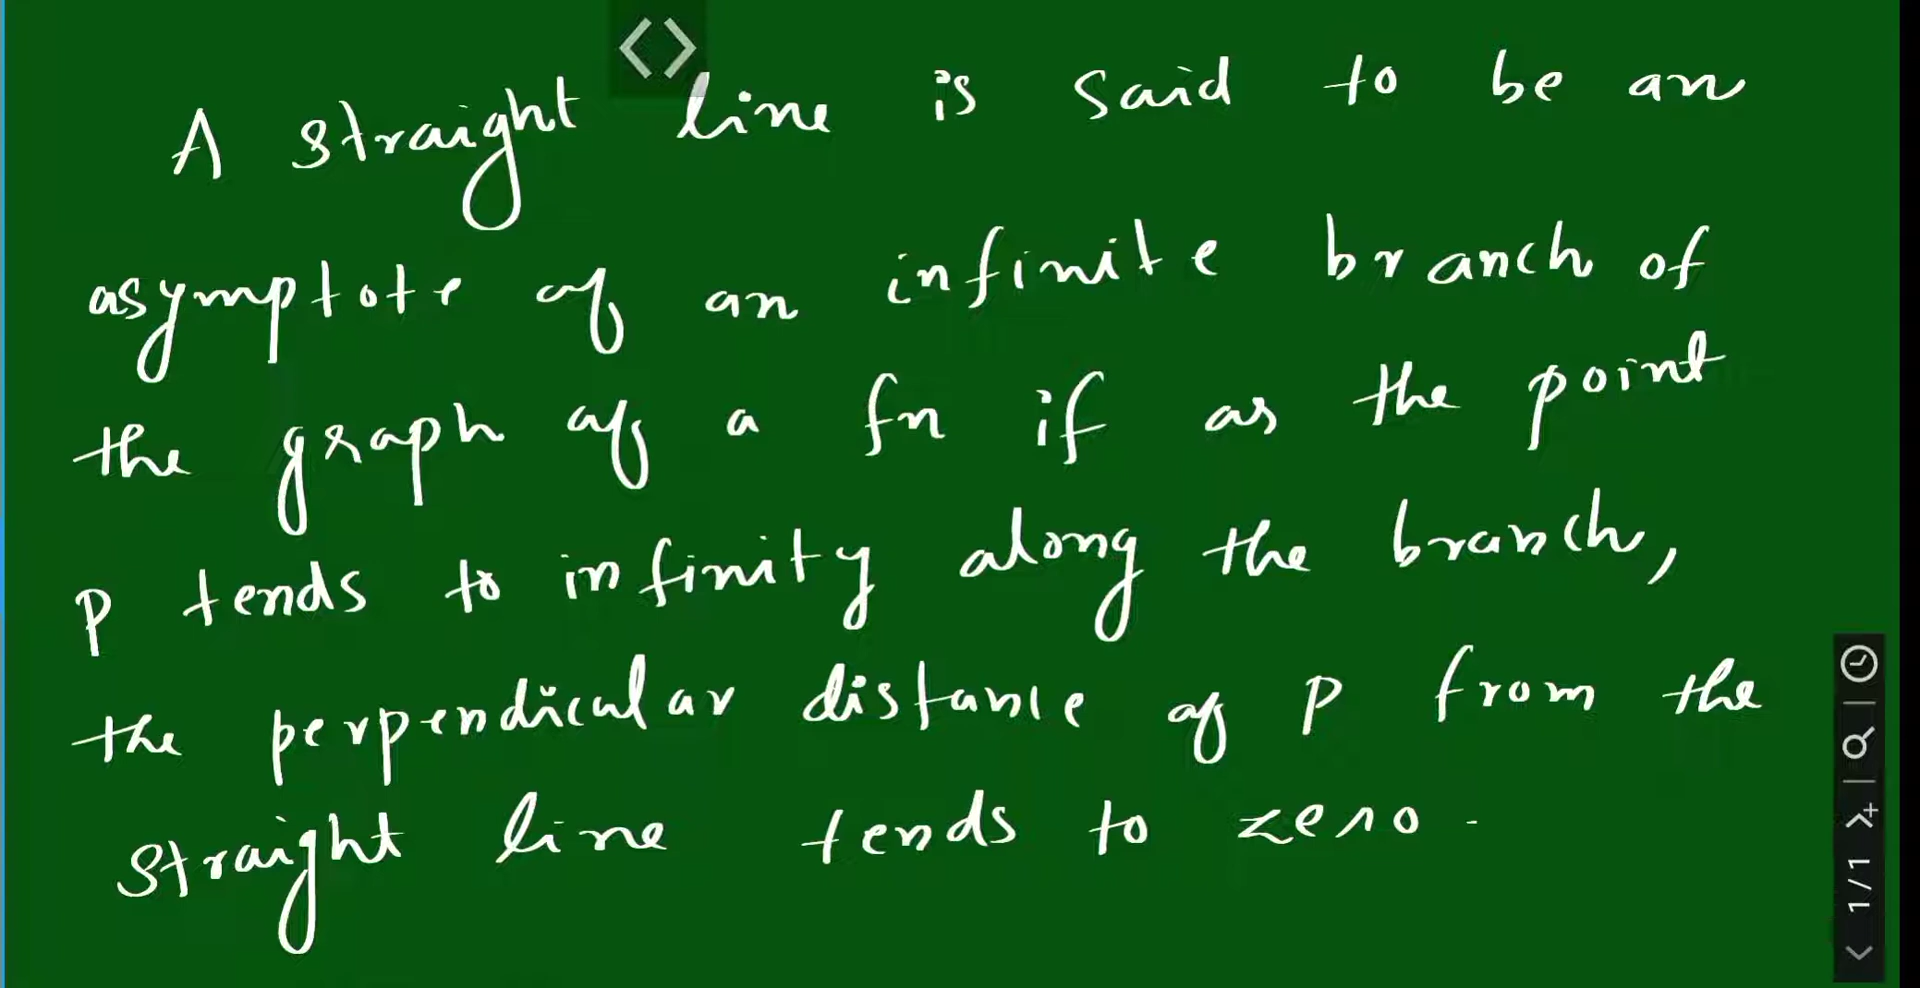 A straight line is said to be an
asymptote of an infinite branch of
the graph of a fn if as the point
P tends to infinity along the branch,
the perpendicular distance of P from the
straight line tends to zero.
1/1